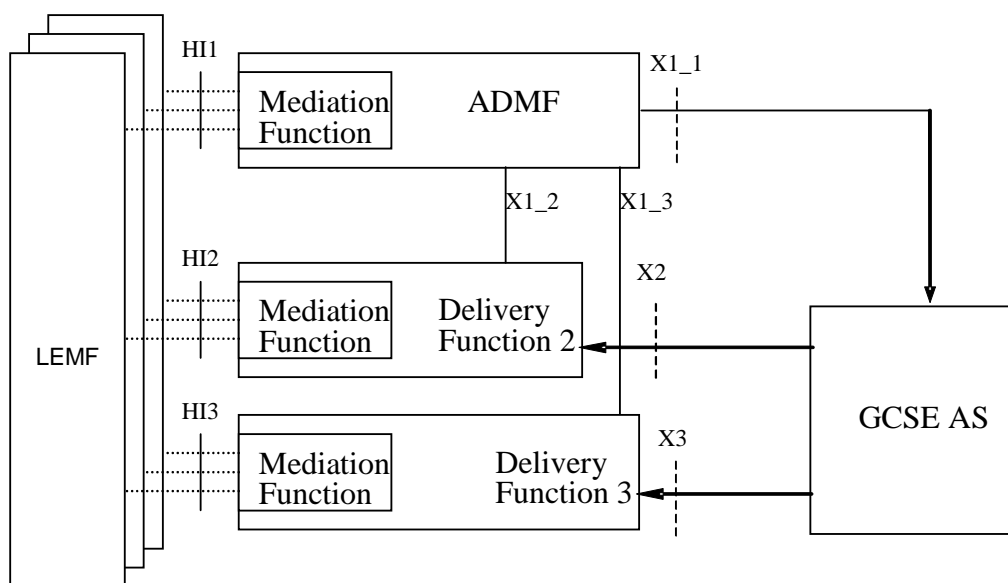 HI1
X1_1
Mediation
Function
ADMF
X1_2
X1_3
HI2
X2
Mediation
Function
Delivery
Function 2
LEMF
GCSE AS
HI3
X3
Mediation
Function
Delivery
Function 3